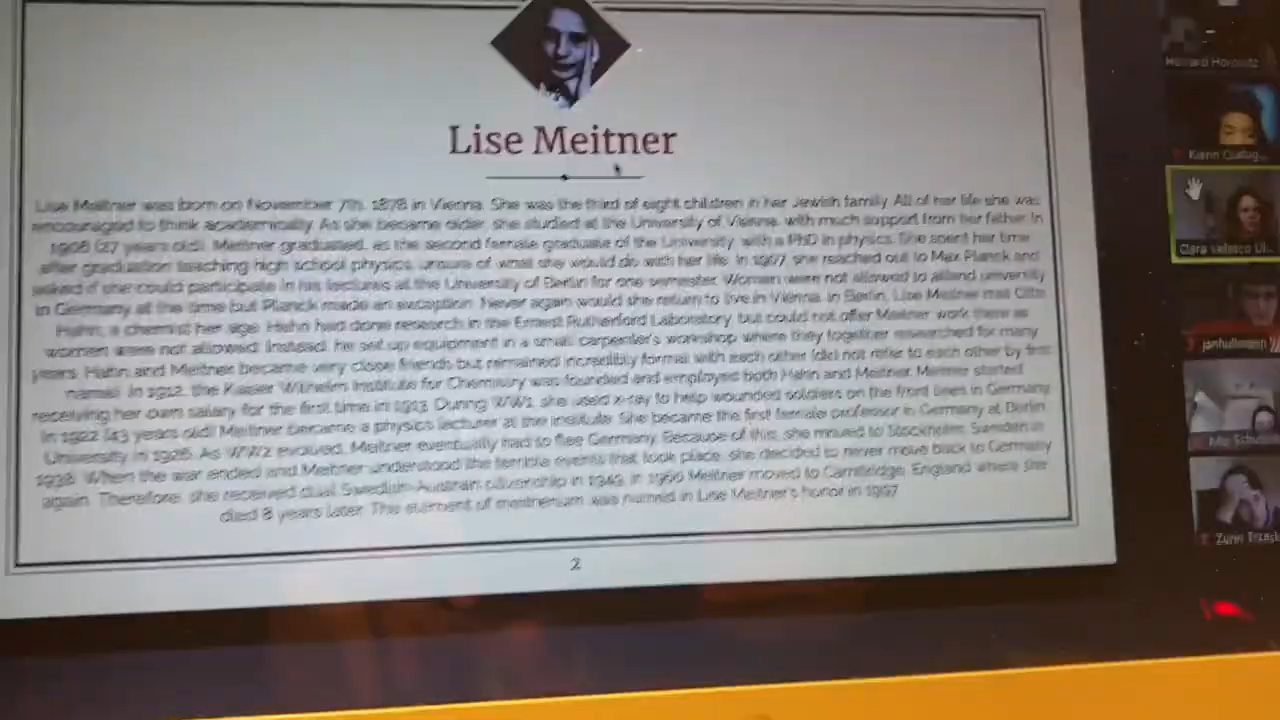 Lise Meitner
Lise Meitner was born on November 7th, 1878 in Vienna. She was the third of eight children in her Jewish family. All of her life she was
encouraged to think academically. As she became older, she studied at the University of Vienna, with much support from her father. In
1906 (27 years old), Meitner graduated, as the second female graduate of the University, with a PhD in physics. She spent her time
after graduation teaching high school physics, unsure of what she would do with her life. In 1907, she reached out to Max Planck and
asked if she could participate in his lectures at the University of Berlin for one semester. Women were not allowed to attend university
in Germany at the time but Planck made an exception. Never again would she return to live in Vienna. In Berlin, Lise Meitner met Otto
Hahn, a chemist her age. Hahn had done research in the Ernest Rutherford Laboratory, but could not offer Meitner work there as
women were not allowed. Instead, he set up equipment in a small carpenter's workshop where they together researched for many
years. Hahn and Meitner became very close friends but remained incredibly formal with each other (did not refer to each other by first
name). In 1912, the Kaiser Wilhelm Institute for Chemistry was founded and employed both Hahn and Meitner. Meitner started
receiving her own salary for the first time in 1913. During WW1, she used x-ray to help wounded soldiers on the front lines in Germany.
In 1922 (43 years old) Meitner became a physics lecturer at the institute. She became the first female professor in Germany at Berlin
University in 1926. As WW2 evolved, Meitner eventually had to flee Germany. Because of this, she moved to Stockholm, Sweden in
1938. When the war ended and Meitner understood the terrible events that took place, she decided to never move back to Germany
again. Therefore, she received dual Swedish-Austrian citizenship in 1949. In 1960 Meitner moved to Cambridge, England where she
died 8 years later. The element of meitnerium was named in Lise Meitner's honor in 1997
2
Howard Horowitz
Kienn
Clara Velasco
janhultmann
Mio
Zurin